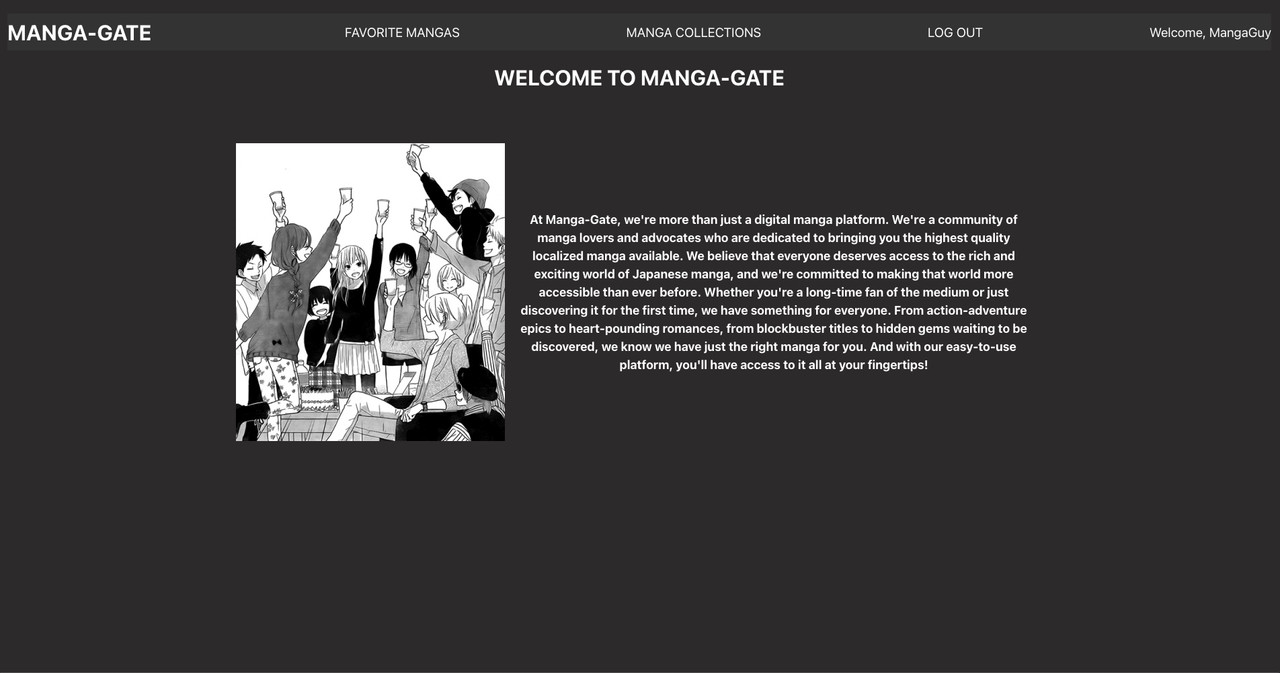 MANGA-GATE
FAVORITE MANGAS
MANGA COLLECTIONS
LOG OUT
Welcome, MangaGuy
WELCOME TO MANGA-GATE
At Manga-Gate, we're more than just a digital manga platform. We're a community of
manga lovers and advocates who are dedicated to bringing you the highest quality
localized manga available. We believe that everyone deserves access to the rich and
exciting world of Japanese manga, and we're committed to making that world more
accessible than ever before. Whether you're a long-time fan of the medium or just
discovering it for the first time, we have something for everyone. From action-adventure
epics to heart-pounding romances, from blockbuster titles to hidden gems waiting to be
discovered, we know we have just the right manga for you. And with our easy-to-use
platform, you'll have access to it all at your fingertips!